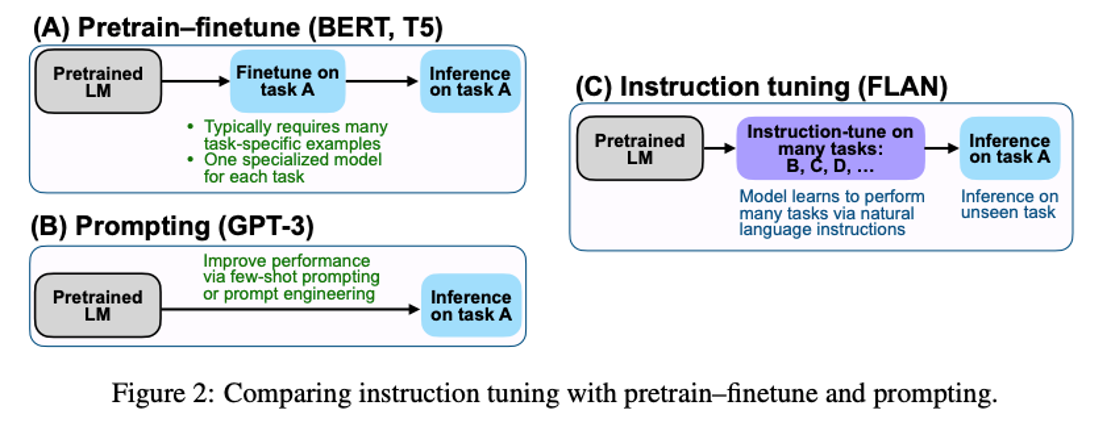 (A) Pretrain–finetune (BERT, T5)
Pretrained
LM
Finetune on
task A
Inference
on task A
• Typically requires many
task-specific examples
• One specialized model
for each task
(B) Prompting (GPT-3)
Pretrained
LM
Improve performance
via few-shot prompting
or prompt engineering
Inference
on task A
(C) Instruction tuning (FLAN)
Pretrained
LM
Instruction-tune on
many tasks:
B, C, D, …
Inference
on task A
Model learns to perform
many tasks via natural
language instructions
Inference on
unseen task
Figure 2: Comparing instruction tuning with pretrain–finetune and prompting.